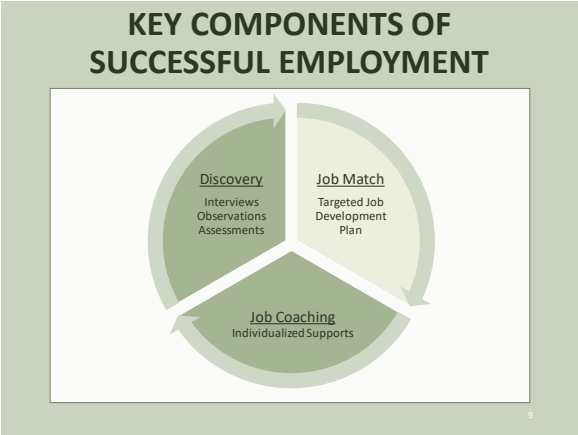 KEY COMPONENTS OF
SUCCESSFUL EMPLOYMENT
Discovery
Interviews
Observations
Assessments
Job Match
Targeted Job
Development
Plan
Job Coaching
Individualized Supports
9